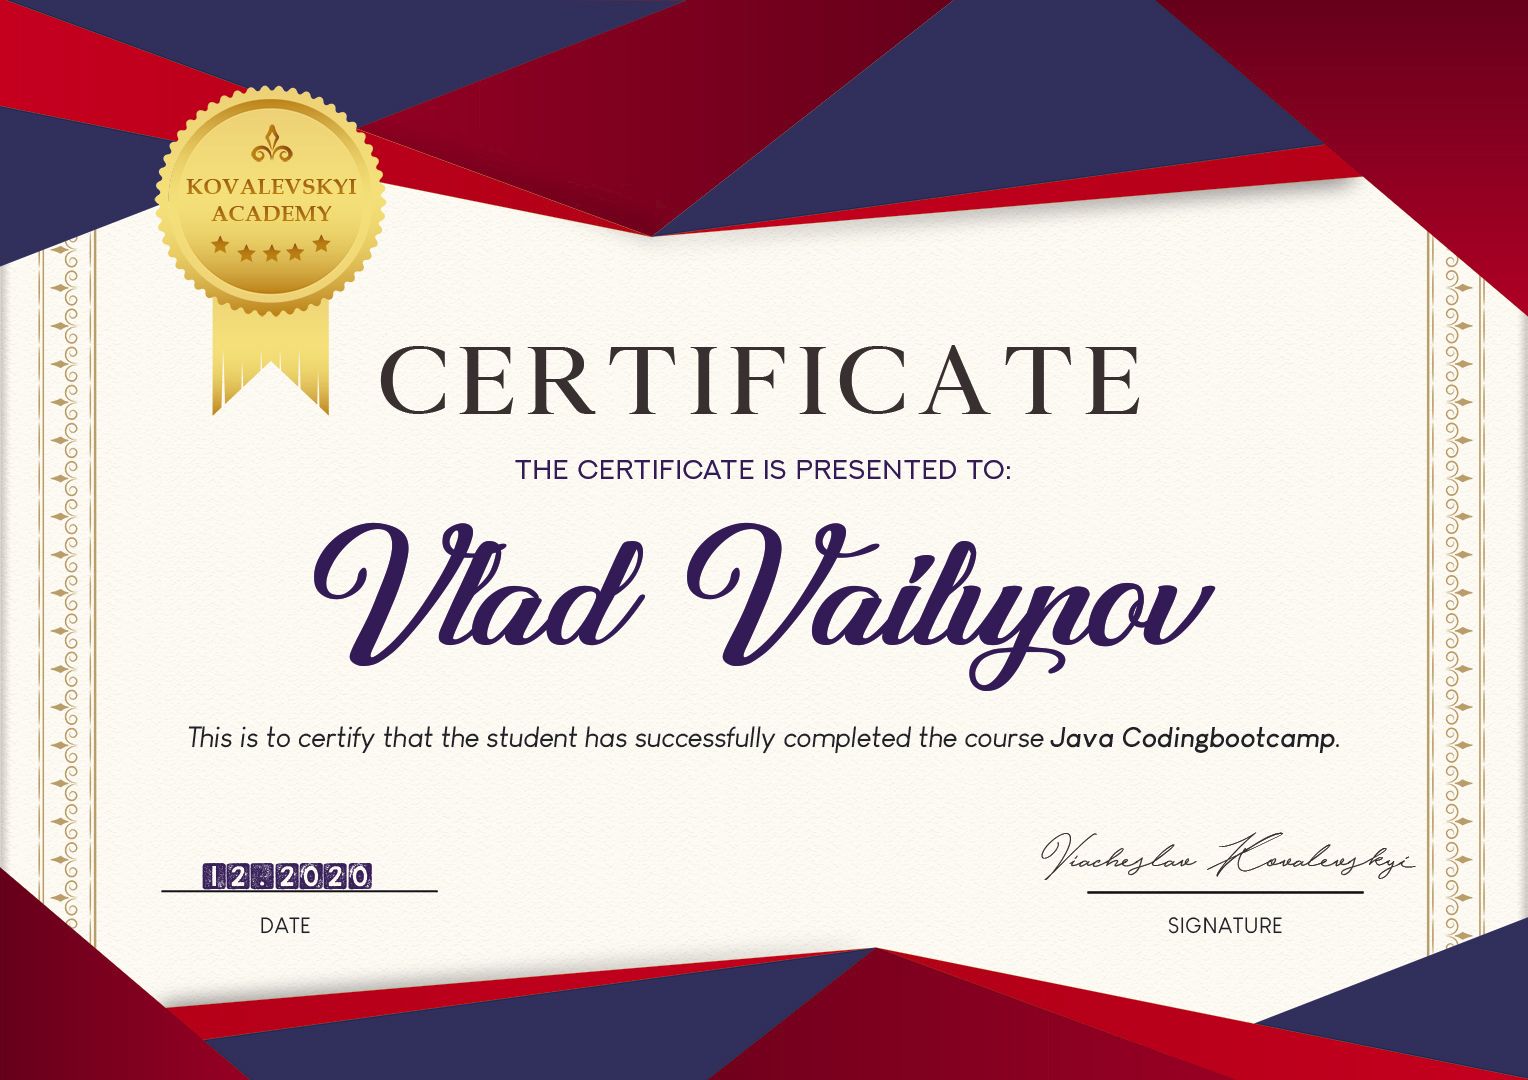 KOVALEVSKYI
ACADEMY
CERTIFICATE
THE CERTIFICATE IS PRESENTED TO:
Vlad Vailypov
This is to certify that the student has successfully completed the course Java Codingbootcamp.
12.2020
Viacheslav Kovalevskyi
DATE
SIGNATURE